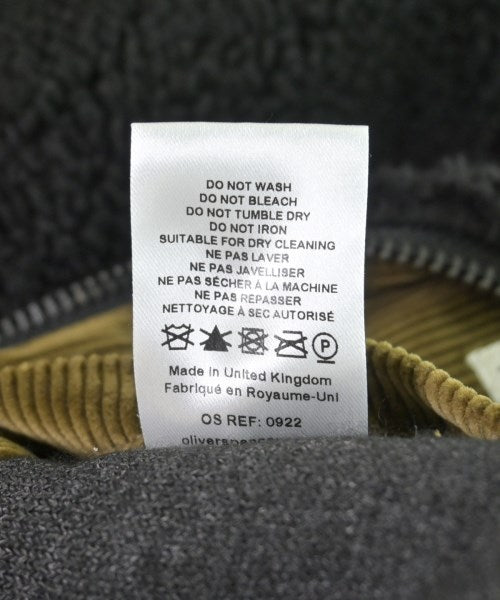 DO NOT WASH
DO NOT BLEACH
DO NOT TUMBLE DRY
DO NOT IRON
SUITABLE FOR DRY CLEANING
NE PAS LAVER
NE PAS JAVELLISER
NE PAS SÉCHER À LA MACHINE
NE PAS REPASSER
NETTOYAGE À SEC AUTORISÉ
P
Made in United Kingdom
Fabriqué en Royaume-Uni
OS REF: 0922